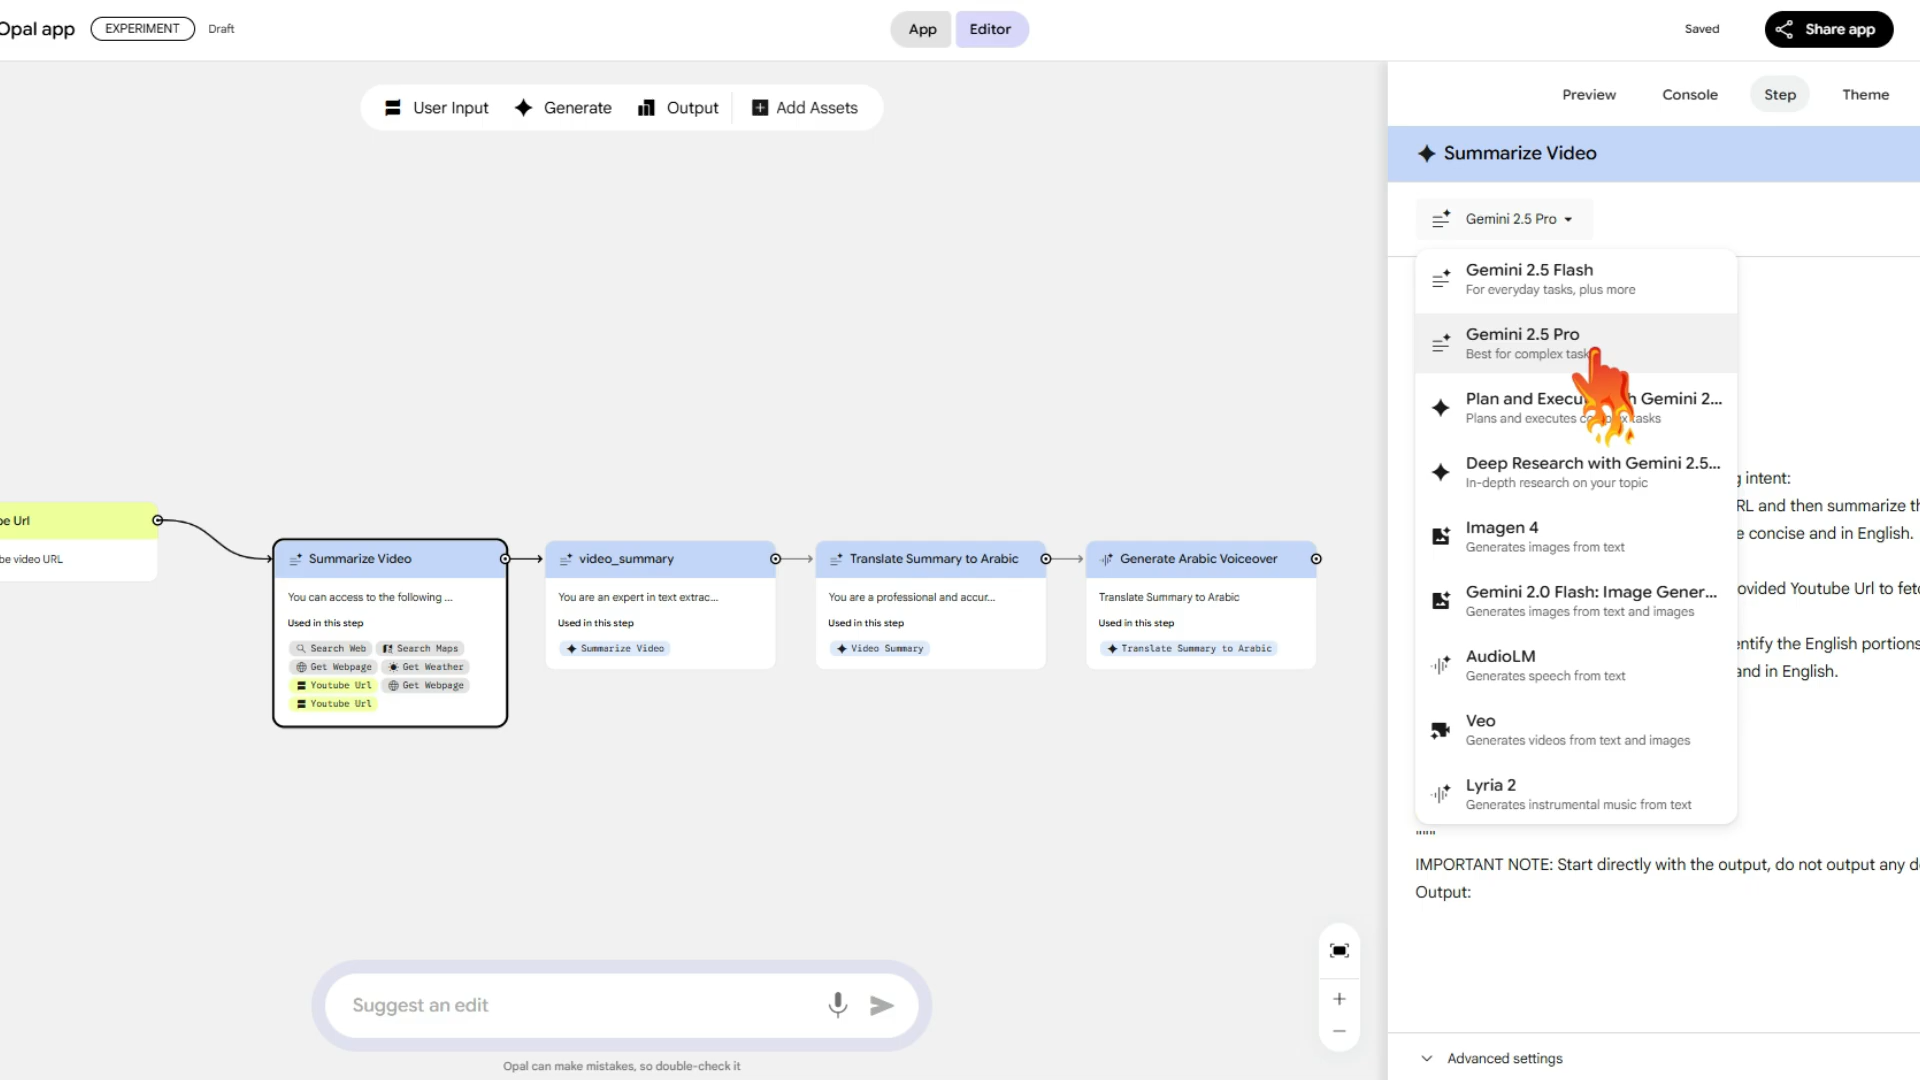 Opal app
EXPERIMENT
Draft
App
Editor
Saved
Share app
User Input
Generate
Output
Add Assets
Preview
Console
Step
Theme
Summarize Video
Gemini 2.5 Pro
Gemini 2.5 Flash
For everyday tasks, plus more
Gemini 2.5 Pro
Best for complex task
Plan and Execu h Gemini 2...
Plans and executes tasks
Deep Research with Gemini 2.5...
In-depth research on your topic
Imagen 4
Generates images from text
Gemini 2.0 Flash: Image Gener...
Generates images from text and images
AudioLM
Generates speech from text
Veo
Generates videos from text and images
Lyria 2
Generates instrumental music from text
intent:
RL and then summarize
e concise and in English.
ovided Youtube Url to
entify the English portions
and in English.
"""
IMPORTANT NOTE: Start directly with the output, do not output any
Output:
Advanced settings
be Url
be video URL
Summarize Video
You can access to the following ...
Used in this step
Search Web
Search Maps
Get Webpage
Get Weather
Youtube Url
Get Webpage
Youtube Url
video_summary
You are an expert in text extrac...
Used in this step
Summarize Video
Translate Summary to Arabic
You are a professional and accur...
Used in this step
Video Summary
Generate Arabic Voiceover
Translate Summary to Arabic
Used in this step
Translate Summary to Arabic
Suggest an edit
Opal can make mistakes, so double-check it